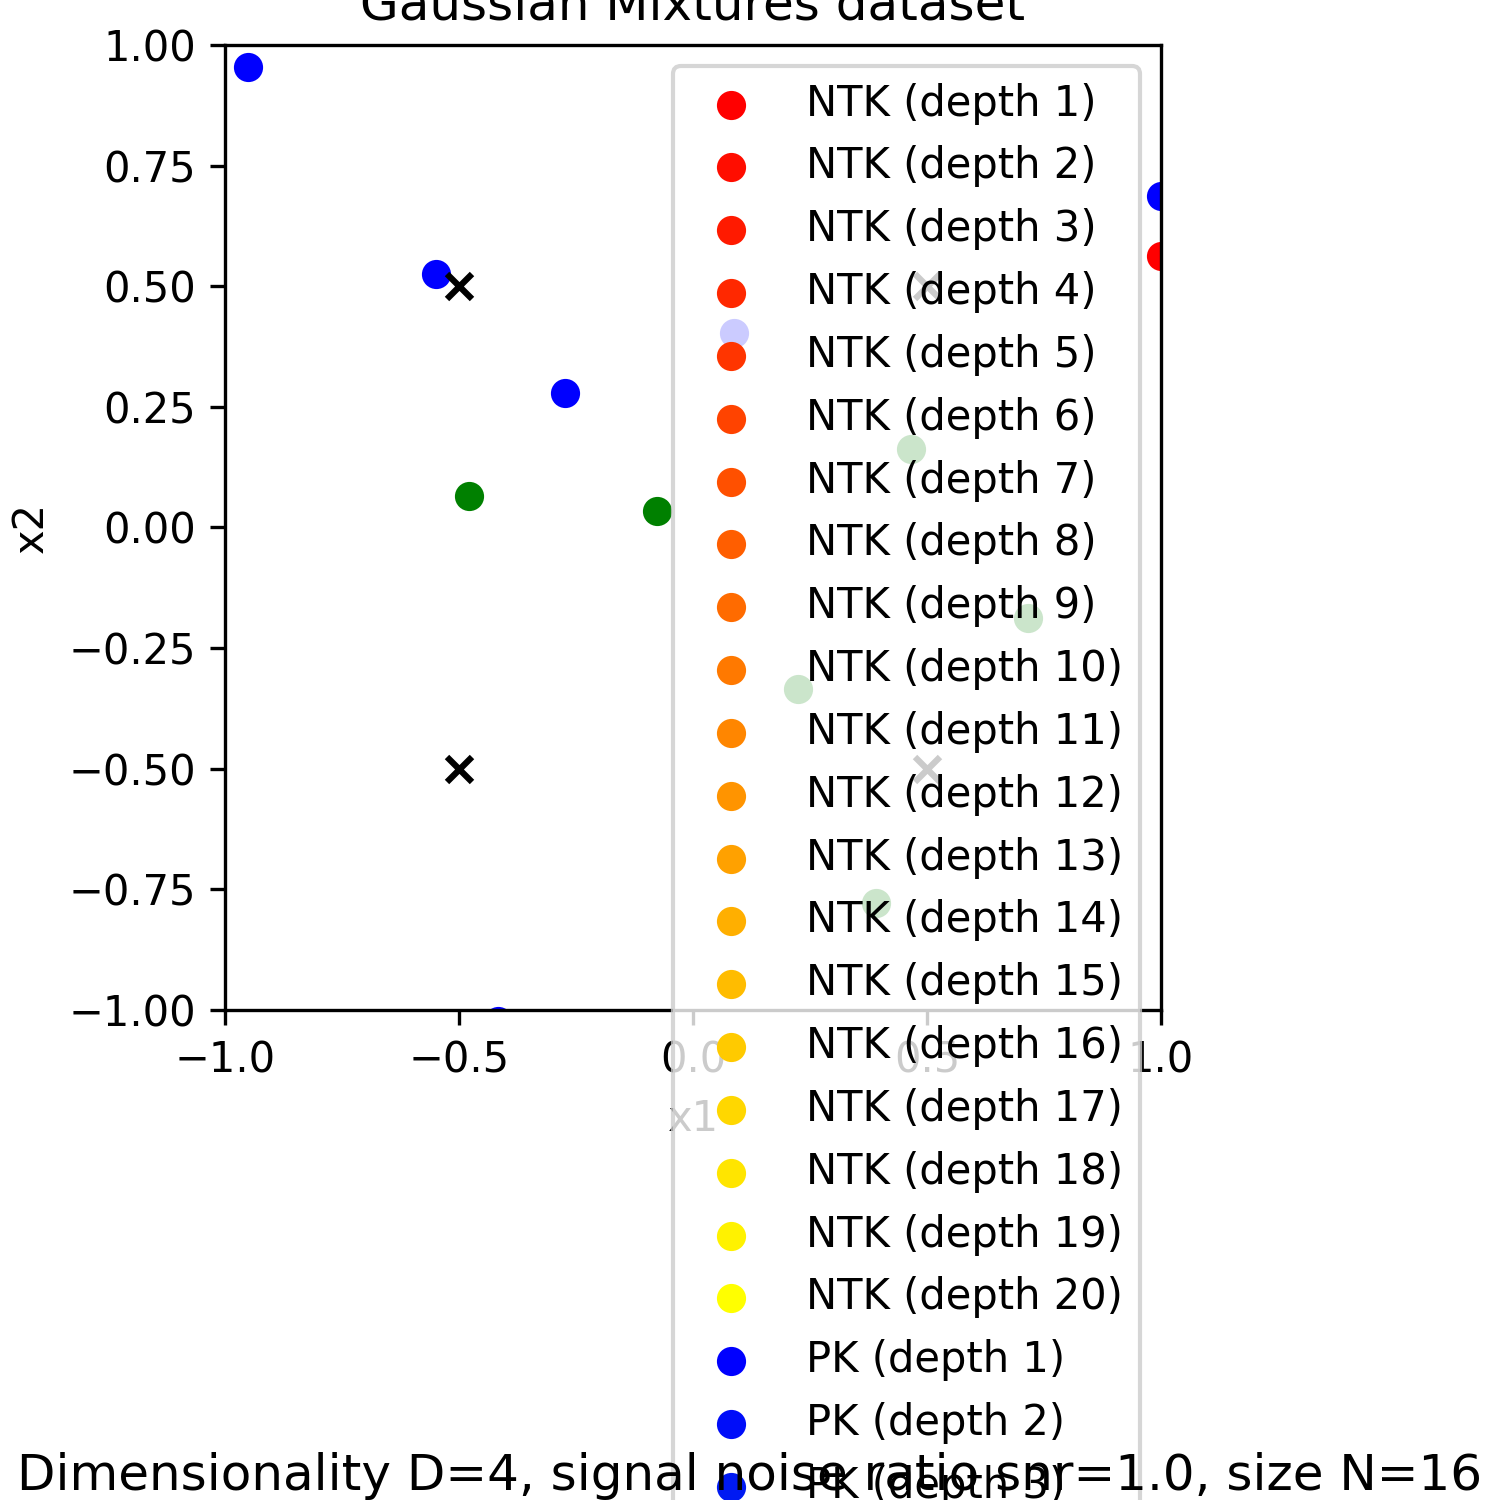 Gaussian Mixtures dataset
1.00
0.75
0.50
0.25
0.00
−0.25
−0.50
−0.75
−1.00
x2
−1.0
−0.5
0.0
0.5
1.0
x1
NTK (depth 1)
NTK (depth 2)
NTK (depth 3)
NTK (depth 4)
NTK (depth 5)
NTK (depth 6)
NTK (depth 7)
NTK (depth 8)
NTK (depth 9)
NTK (depth 10)
NTK (depth 11)
NTK (depth 12)
NTK (depth 13)
NTK (depth 14)
NTK (depth 15)
NTK (depth 16)
NTK (depth 17)
NTK (depth 18)
NTK (depth 19)
NTK (depth 20)
PK (depth 1)
PK (depth 2)
PK (depth 3)
Dimensionality D=4, signal noise ratio snr=1.0, size N=16